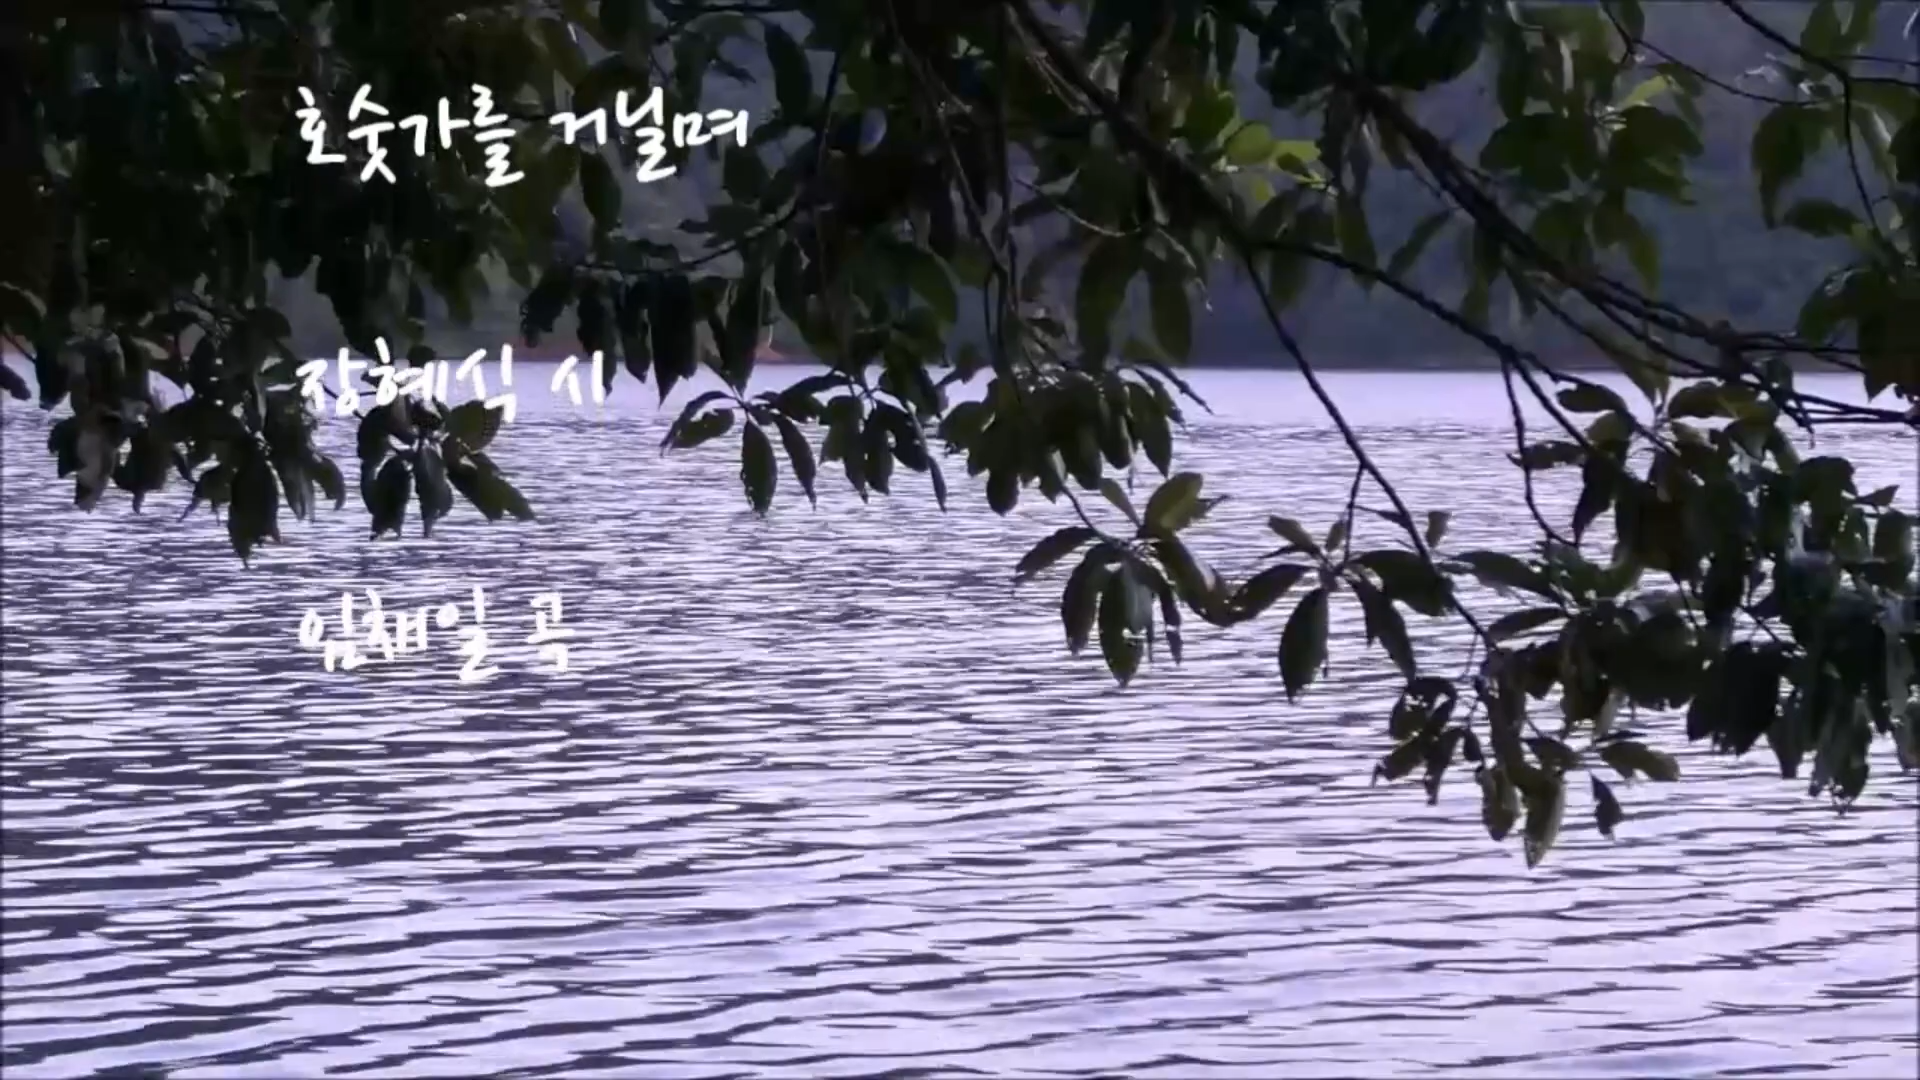 호숫가를 거닐며
장혜식 시
임채일 곡